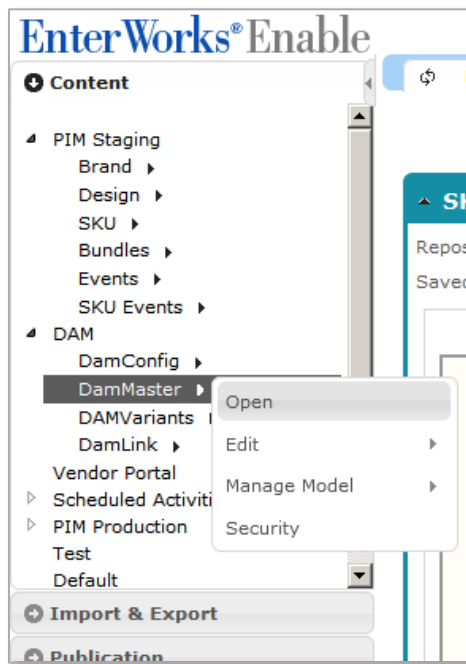 EnterWorks®Enable
Content
PIM Staging
Brand
Design
SKU
Bundles
Events
SKU Events
DAM
DamConfig
DamMaster
DAMVariants
DamLink
Vendor Portal
Scheduled Activiti
PIM Production
Test
Default
Import & Export
Publication
Open
Edit
Manage Model
Security
Repos
Saved